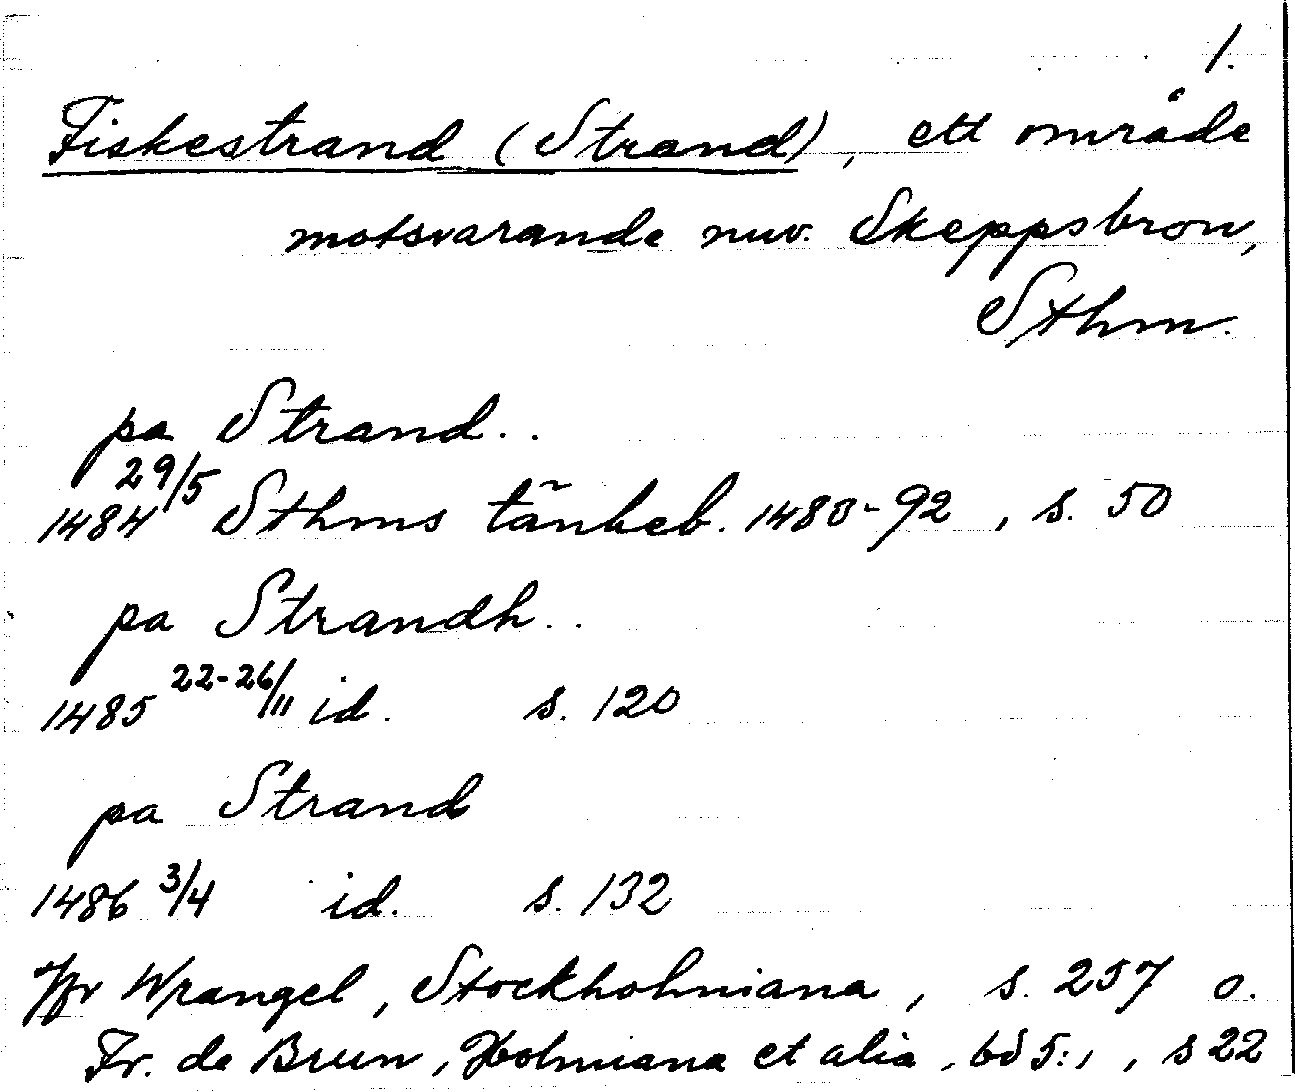 1.
Fiskestrand (Strand), ett område
motsvarande nuv. Skeppsbron,
Sthm.
pa Strand..
1484 29/5 Sthms tänkeb. 1480-92, s. 50
pa Strandh..
1485 22-26/11 id. s. 120
pa Strand
1486 3/4 id. s. 132
Jfr Wrangel, Stockholmiana, s. 257 o.
Fr. de Brun, Holmiana et alia, bd 5:1, s 22